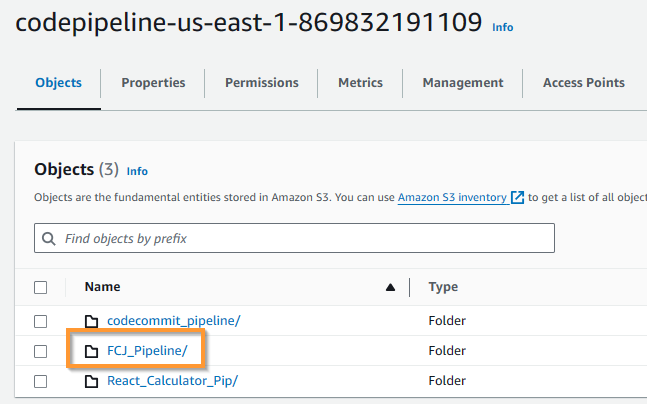 codepipeline-us-east-1-869832191109 Info
Objects Properties Permissions Metrics Management Access Points
Objects (3) Info
Objects are the fundamental entities stored in Amazon S3. You can use Amazon S3 inventory to get a list of all object
Find objects by prefix
Name Type
codecommit_pipeline/ Folder
FCJ_Pipeline/ Folder
React_Calculator_Pip/ Folder